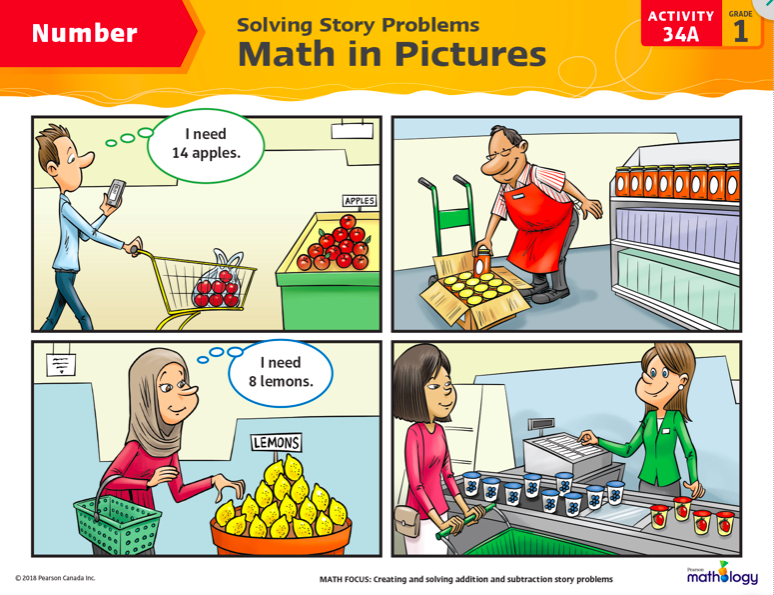 Number
Solving Story Problems
Math in Pictures
ACTIVITY
34A
GRADE
1
I need
14 apples.
APPLES
I need
8 lemons.
LEMONS
© 2018 Pearson Canada Inc.
MATH FOCUS: Creating and solving addition and subtraction story problems
Pearson
mathology